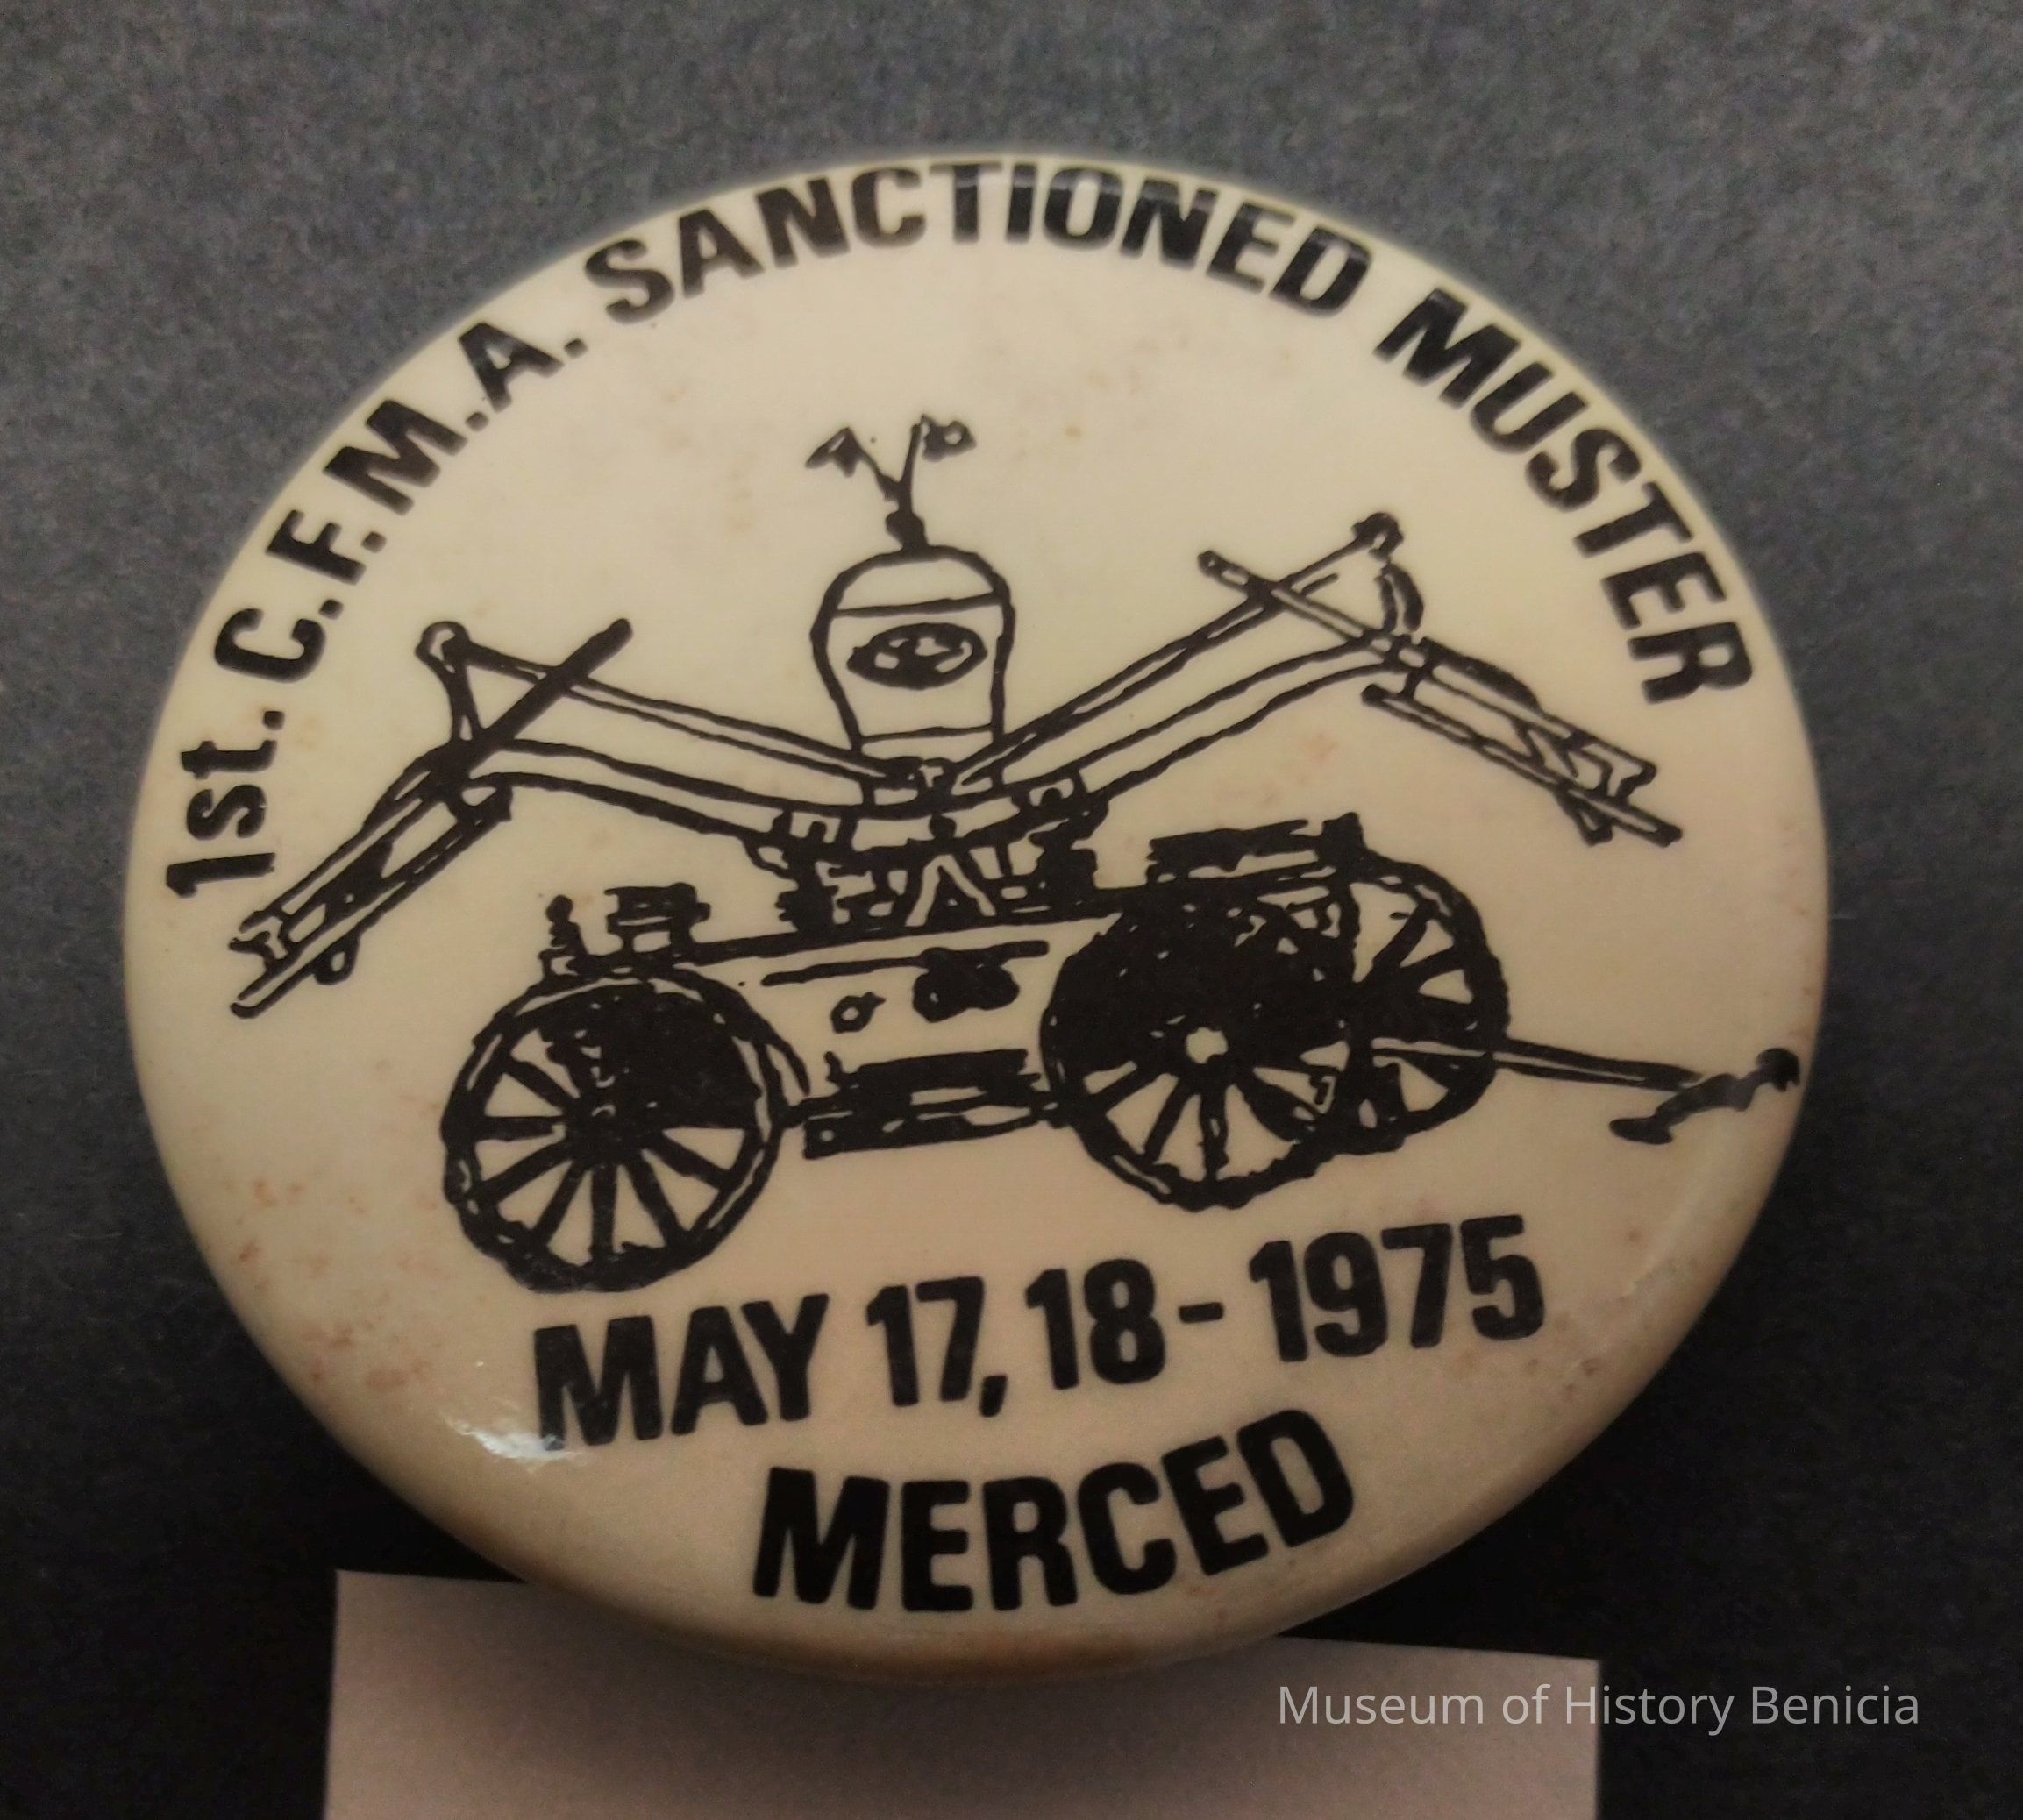 1st. C.F.M.A. SANCTIONED MUSTER
MAY 17, 18 - 1975
MERCED
Museum of History Benicia